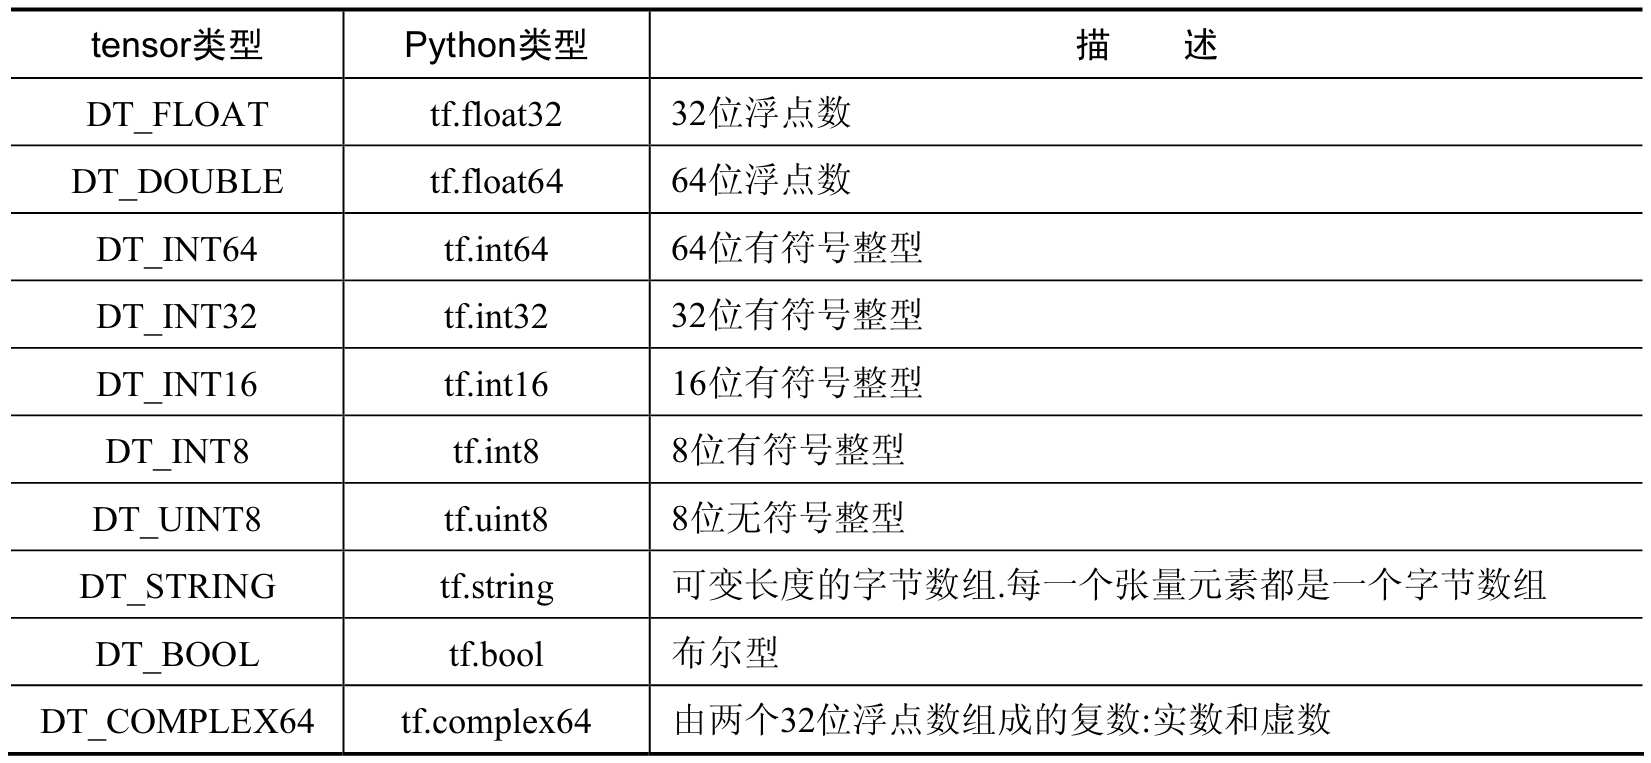 tensor类型 Python类型 描 述
DT_FLOAT tf.float32 32位浮点数
DT_DOUBLE tf.float64 64位浮点数
DT_INT64 tf.int64 64位有符号整型
DT_INT32 tf.int32 32位有符号整型
DT_INT16 tf.int16 16位有符号整型
DT_INT8 tf.int8 8位有符号整型
DT_UINT8 tf.uint8 8位无符号整型
DT_STRING tf.string 可变长度的字节数组.每一个张量元素都是一个字节数组
DT_BOOL tf.bool 布尔型
DT_COMPLEX64 tf.complex64 由两个32位浮点数组成的复数:实数和虚数